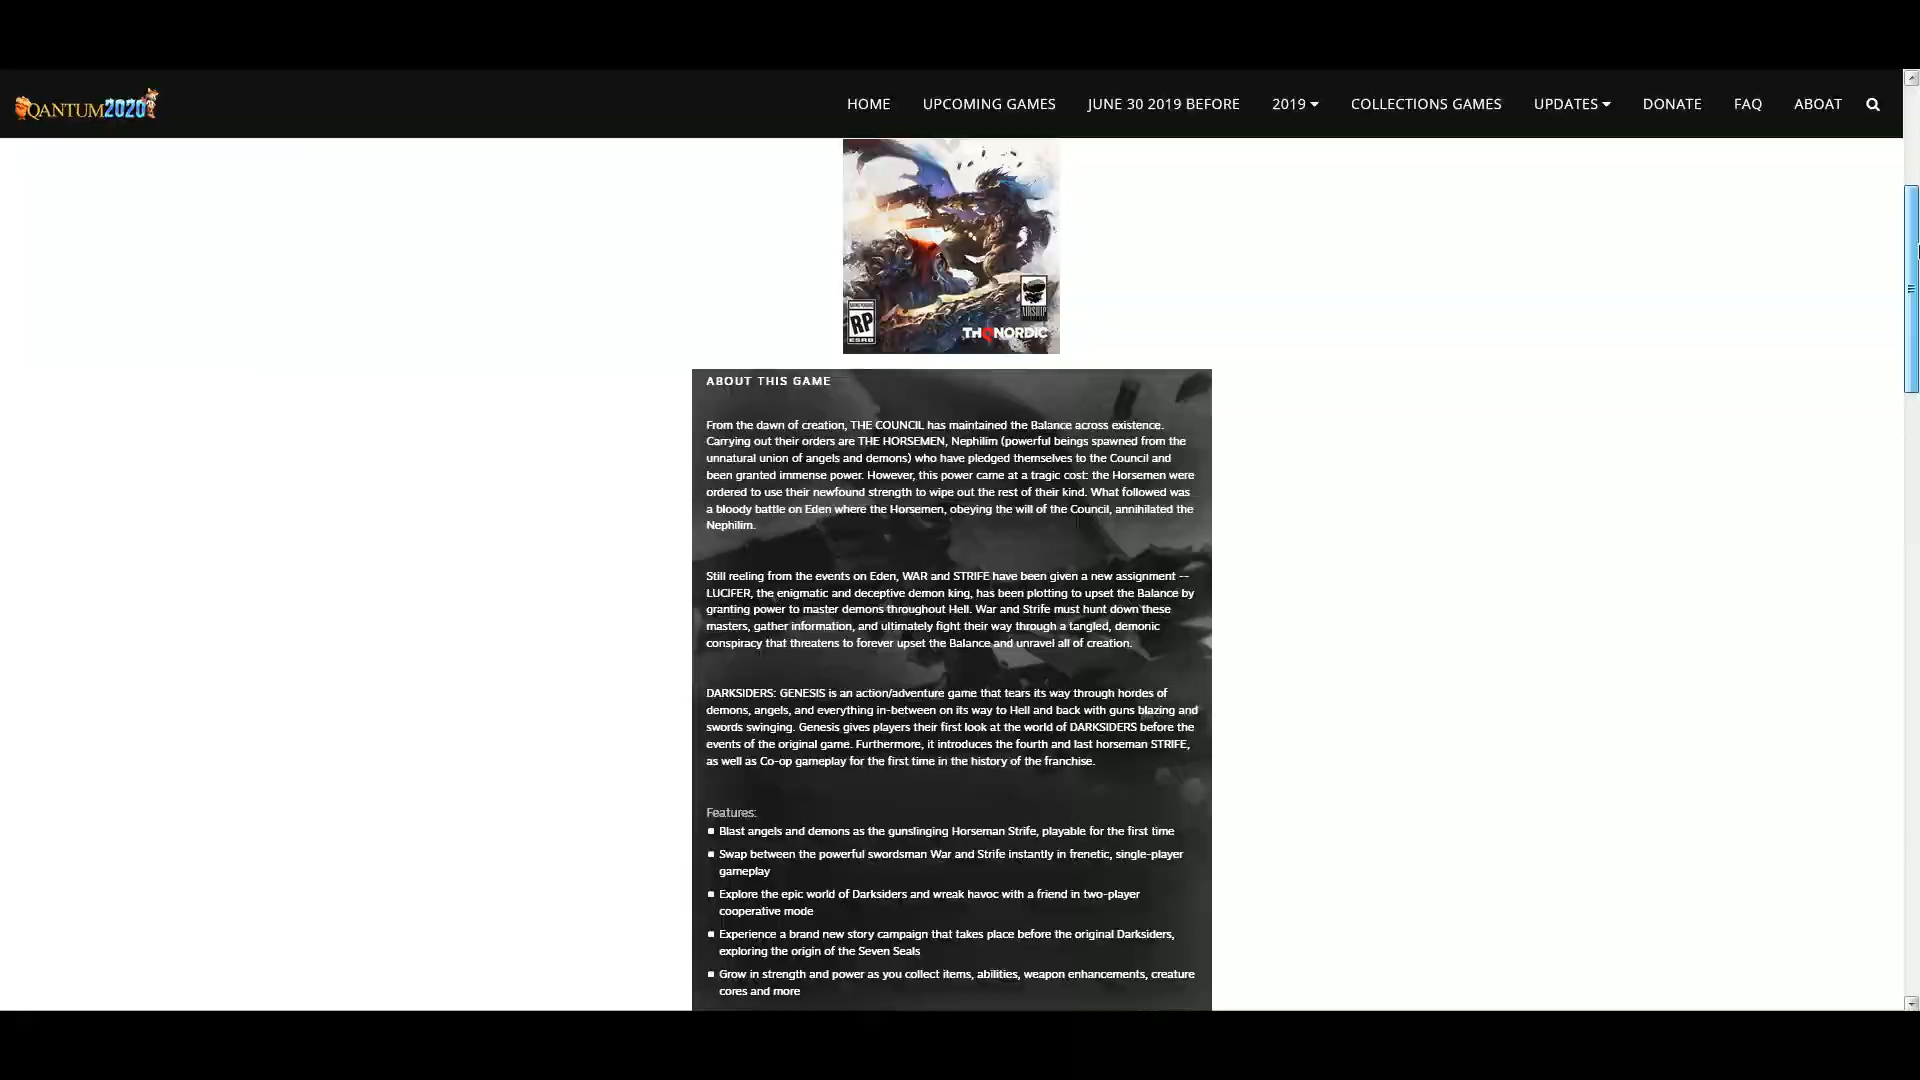 QANTUM2020
HOME UPCOMING GAMES JUNE 30 2019 BEFORE 2019 COLLECTIONS GAMES UPDATES DONATE FAQ ABOAT
RP
ESRB
AIRSHIP
THQ NORDIC
ABOUT THIS GAME
From the dawn of creation, THE COUNCIL has maintained the Balance across existence.
Carrying out their orders are THE HORSEMEN, Nephilim (powerful beings spawned from the
unnatural union of angels and demons) who have pledged themselves to the Council and
been granted immense power. However, this power came at a tragic cost: the Horsemen were
ordered to use their newfound strength to wipe out the rest of their kind. What followed was
a bloody battle on Eden where the Horsemen, obeying the will of the Council, annihilated the
Nephilim.
Still reeling from the events on Eden, WAR and STRIFE have been given a new assignment --
LUCIFER, the enigmatic and deceptive demon king, has been plotting to upset the Balance by
granting power to master demons throughout Hell. War and Strife must hunt down these
masters, gather information, and ultimately fight their way through a tangled, demonic
conspiracy that threatens to forever upset the Balance and unravel all of creation.
DARKSIDERS: GENESIS is an action/adventure game that tears its way through hordes of
demons, angels, and everything in-between on its way to Hell and back with guns blazing and
swords swinging. Genesis gives players their first look at the world of DARKSIDERS before the
events of the original game. Furthermore, it introduces the fourth and last horseman STRIFE,
as well as Co-op gameplay for the first time in the history of the franchise.
Features:
Blast angels and demons as the gunslinging Horseman Strife, playable for the first time
Swap between the powerful swordsman War and Strife instantly in frenetic, single-player
gameplay
Explore the epic world of Darksiders and wreak havoc with a friend in two-player
cooperative mode
Experience a brand new story campaign that takes place before the original Darksiders,
exploring the origin of the Seven Seals
Grow in strength and power as you collect items, abilities, weapon enhancements, creature
cores and more